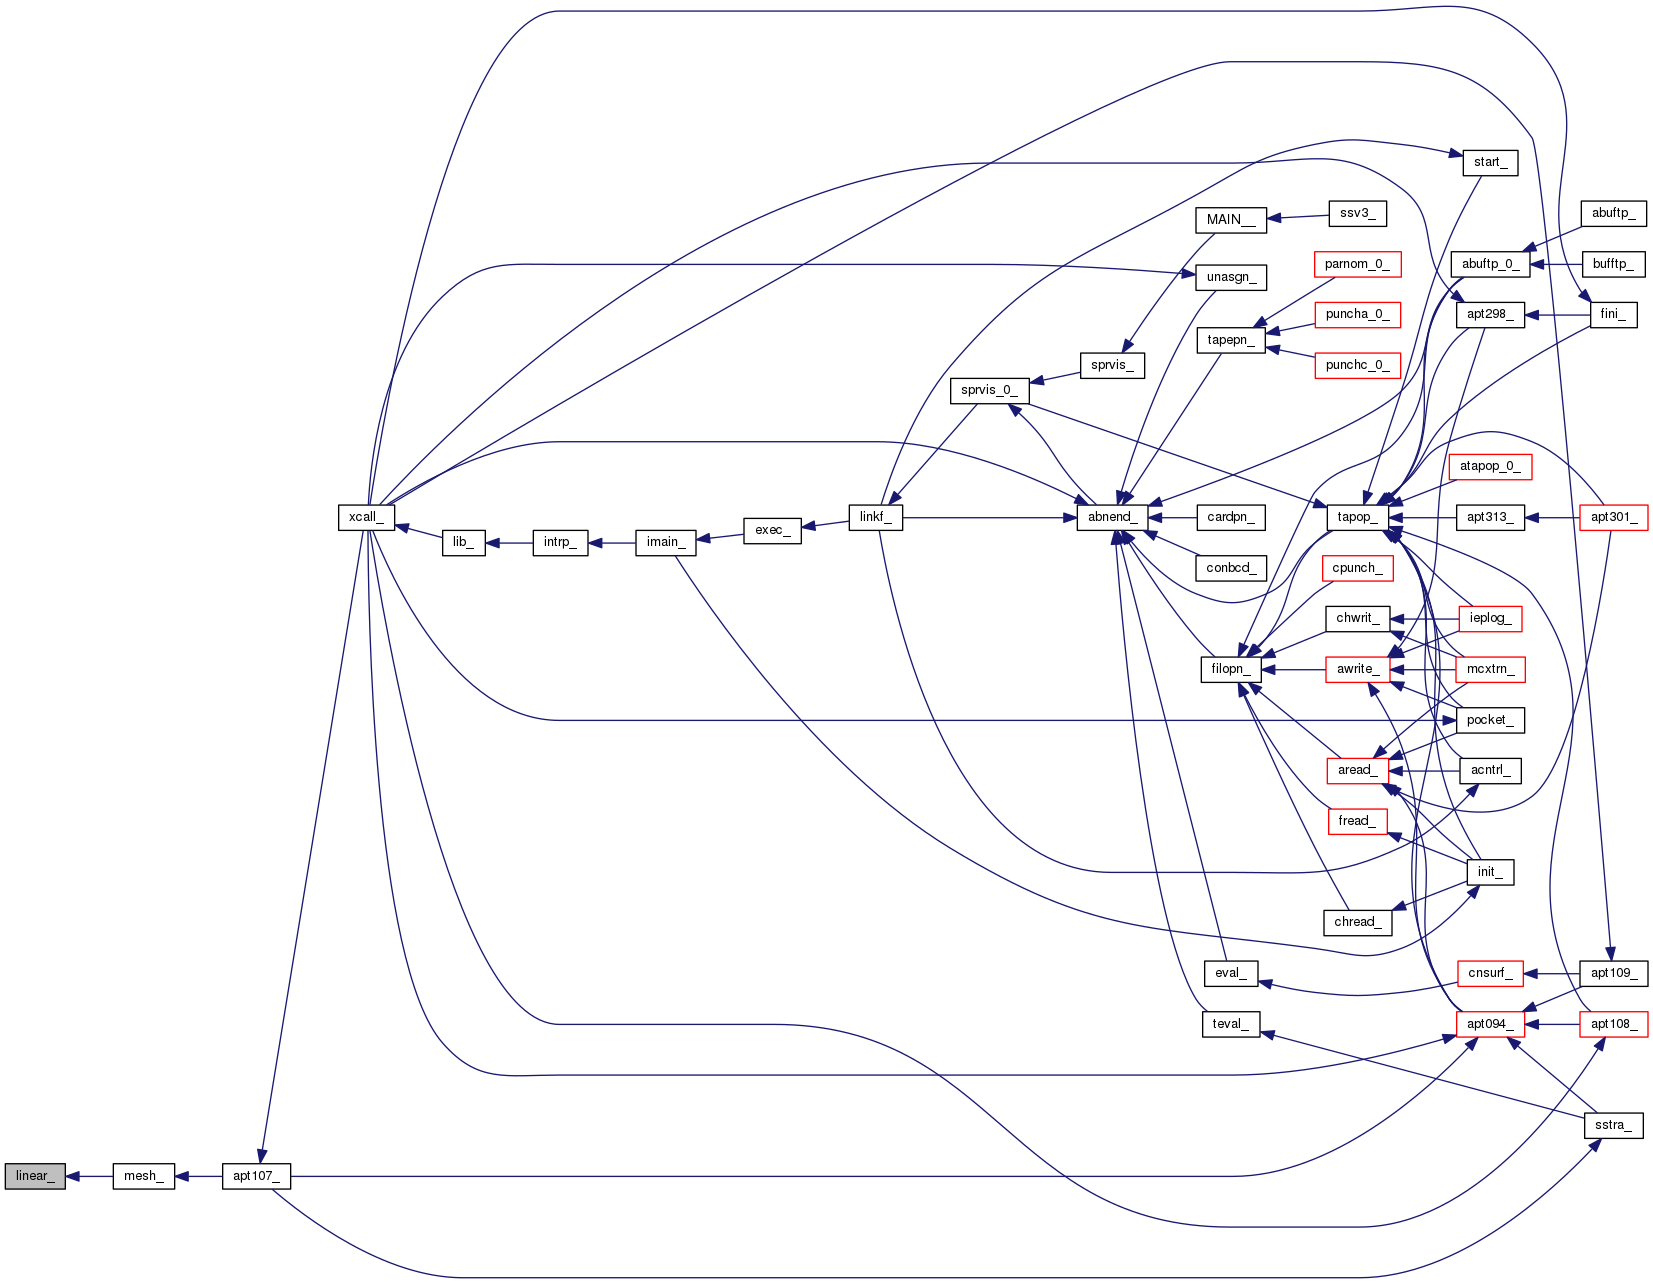 start_
MAIN__
ssv3_
abuftp_
unasgn_
parnom_0_
abuftp_0_
bufftp_
puncha_0_
apt298_
fini_
tapepn_
sprvis_
punchc_0_
sprvis_0_
atapop_0_
xcall_
lib_
intrp_
imain_
exec_
linkf_
abnend_
cardpn_
tapop_
apt313_
apt301_
conbcd_
cpunch_
chwrit_
ieplog_
filopn_
awrite_
mcxtrn_
pocket_
aread_
acntrl_
fread_
init_
chread_
eval_
cnsurf_
apt109_
teval_
apt094_
apt108_
sstra_
linear_
mesh_
apt107_